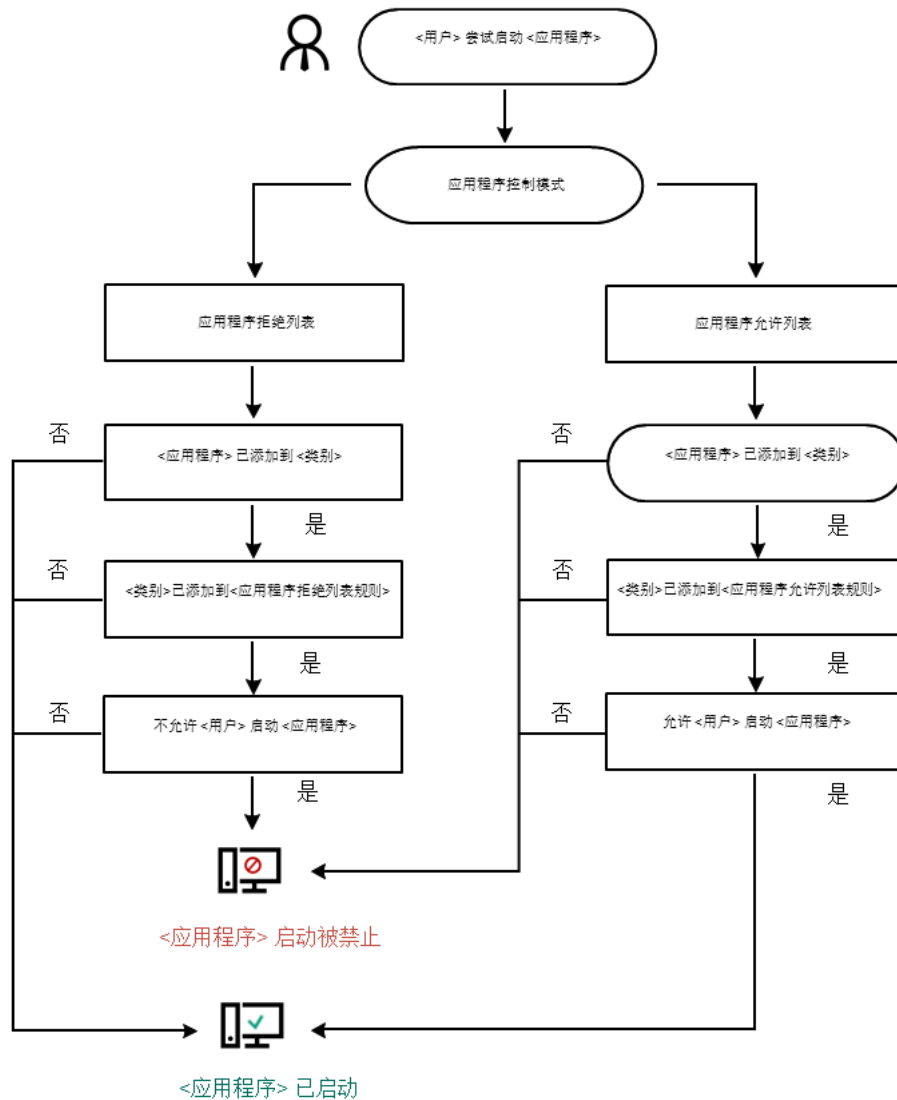 <用户> 尝试启动 <应用程序>
应用程序控制模式
应用程序拒绝列表
应用程序允许列表
否
<应用程序> 已添加到 <类别>
否
<应用程序> 已添加到 <类别>
是
是
否
<类别>已添加到<应用程序拒绝列表规则>
否
<类别>已添加到<应用程序允许列表规则>
是
是
否
不允许 <用户> 启动 <应用程序>
否
允许 <用户> 启动 <应用程序>
是
是
<应用程序> 启动被禁止
<应用程序> 已启动